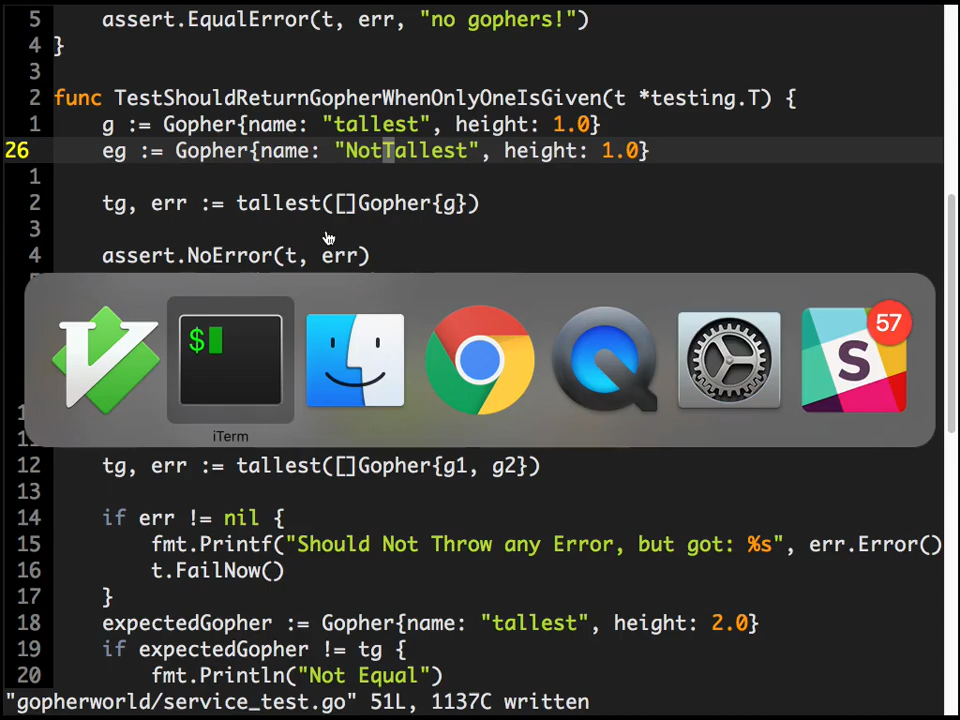 5 assert.EqualError(t, err, "no gophers!")
4 }
3
2 func TestShouldReturnGopherWhenOnlyOneIsGiven(t *testing.T) {
1 g := Gopher{name: "tallest", height: 1.0}
26 eg := Gopher{name: "NotTallest", height: 1.0}
1
2 tg, err := tallest([]Gopher{g})
3
4 assert.NoError(t, err)
$
57
S
iTerm
12 tg, err := tallest([]Gopher{g1, g2})
13
14 if err != nil {
15 fmt.Printf("Should Not Throw any Error, but got: %s", err.Error()
16 t.FailNow()
17 }
18 expectedGopher := Gopher{name: "tallest", height: 2.0}
19 if expectedGopher != tg {
20 fmt.Println("Not Equal")
"gopherworld/service_test.go" 51L, 1137C written